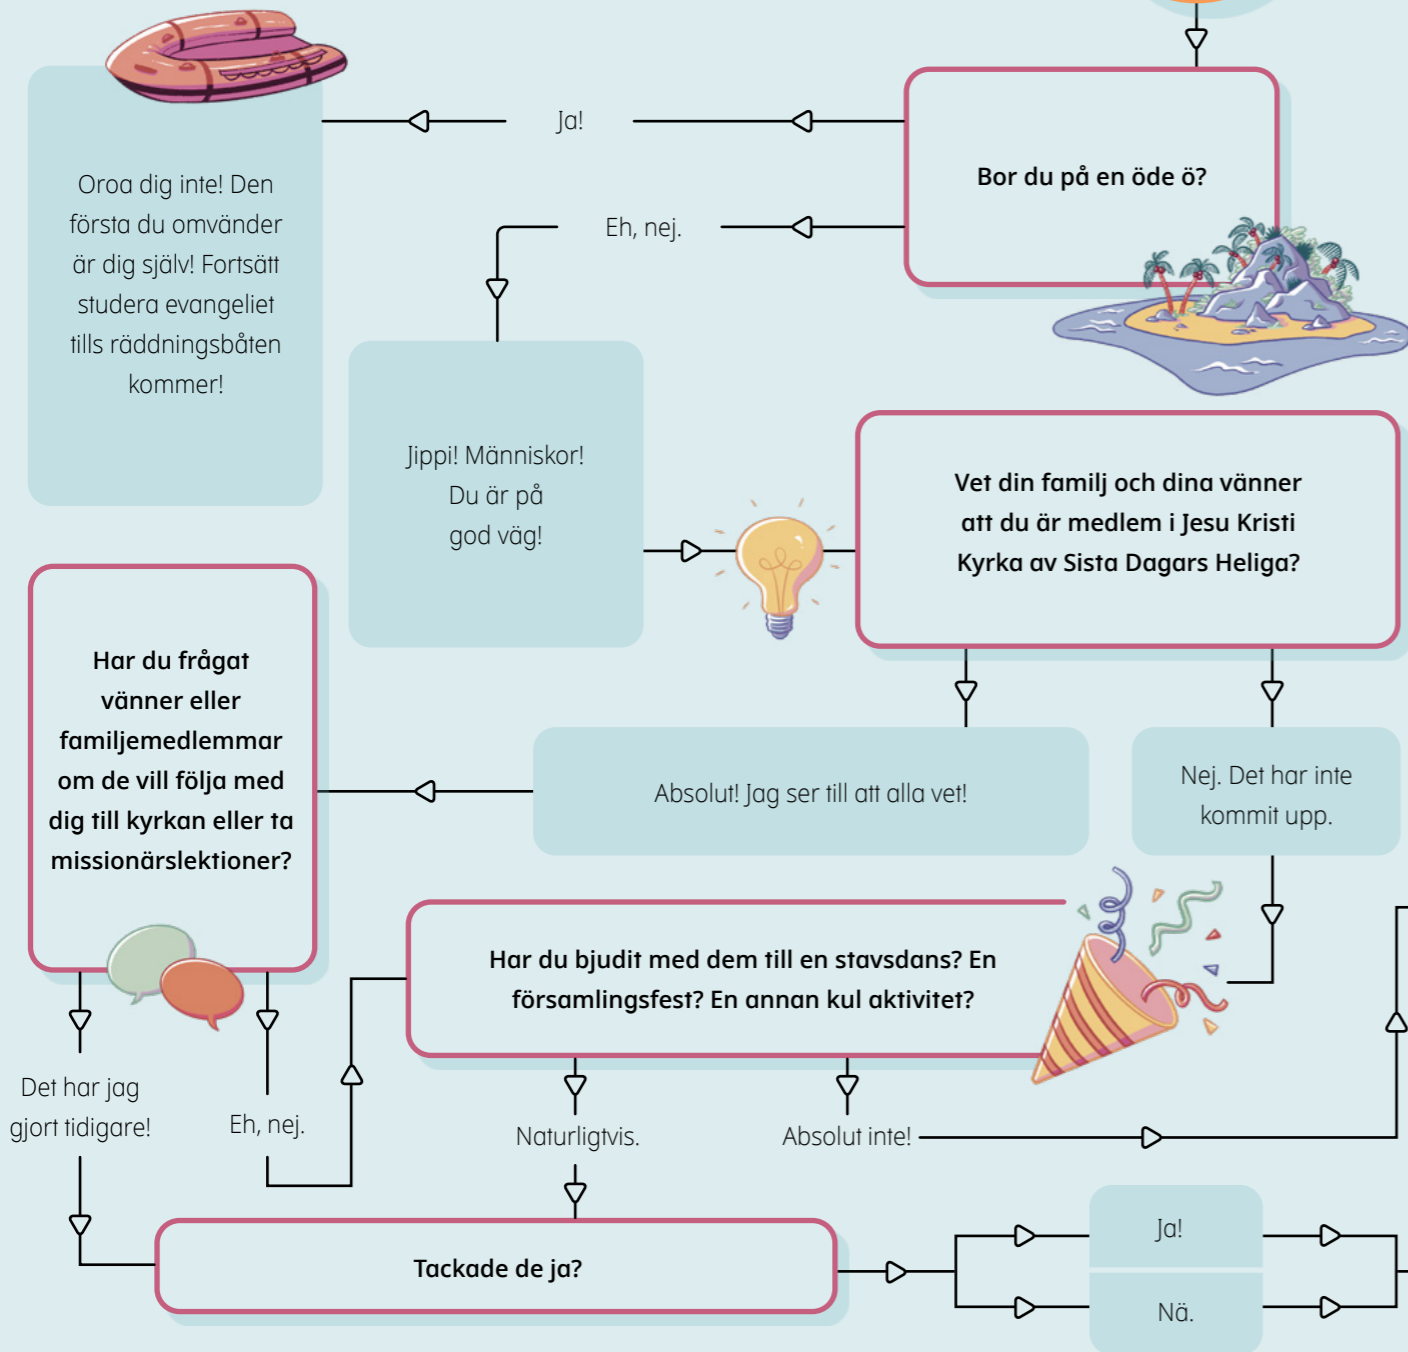 Bor du på en öde ö?
Ja!
Eh, nej.
Oroa dig inte! Den
första du omvänder
är dig själv! Fortsätt
studera evangeliet
tills räddningsbåten
kommer!
Jippi! Människor!
Du är på
god väg!
Vet din familj och dina vänner
att du är medlem i Jesu Kristi
Kyrka av Sista Dagars Heliga?
Absolut! Jag ser till att alla vet!
Nej. Det har inte
kommit upp.
Har du frågat
vänner eller
familjemedlemmar
om de vill följa med
dig till kyrkan eller ta
missionärslektioner?
Har du bjudit med dem till en stavsdans? En
församlingsfest? En annan kul aktivitet?
Det har jag
gjort tidigare!
Eh, nej.
Naturligtvis.
Absolut inte!
Tackade de ja?
Ja!
Nä.